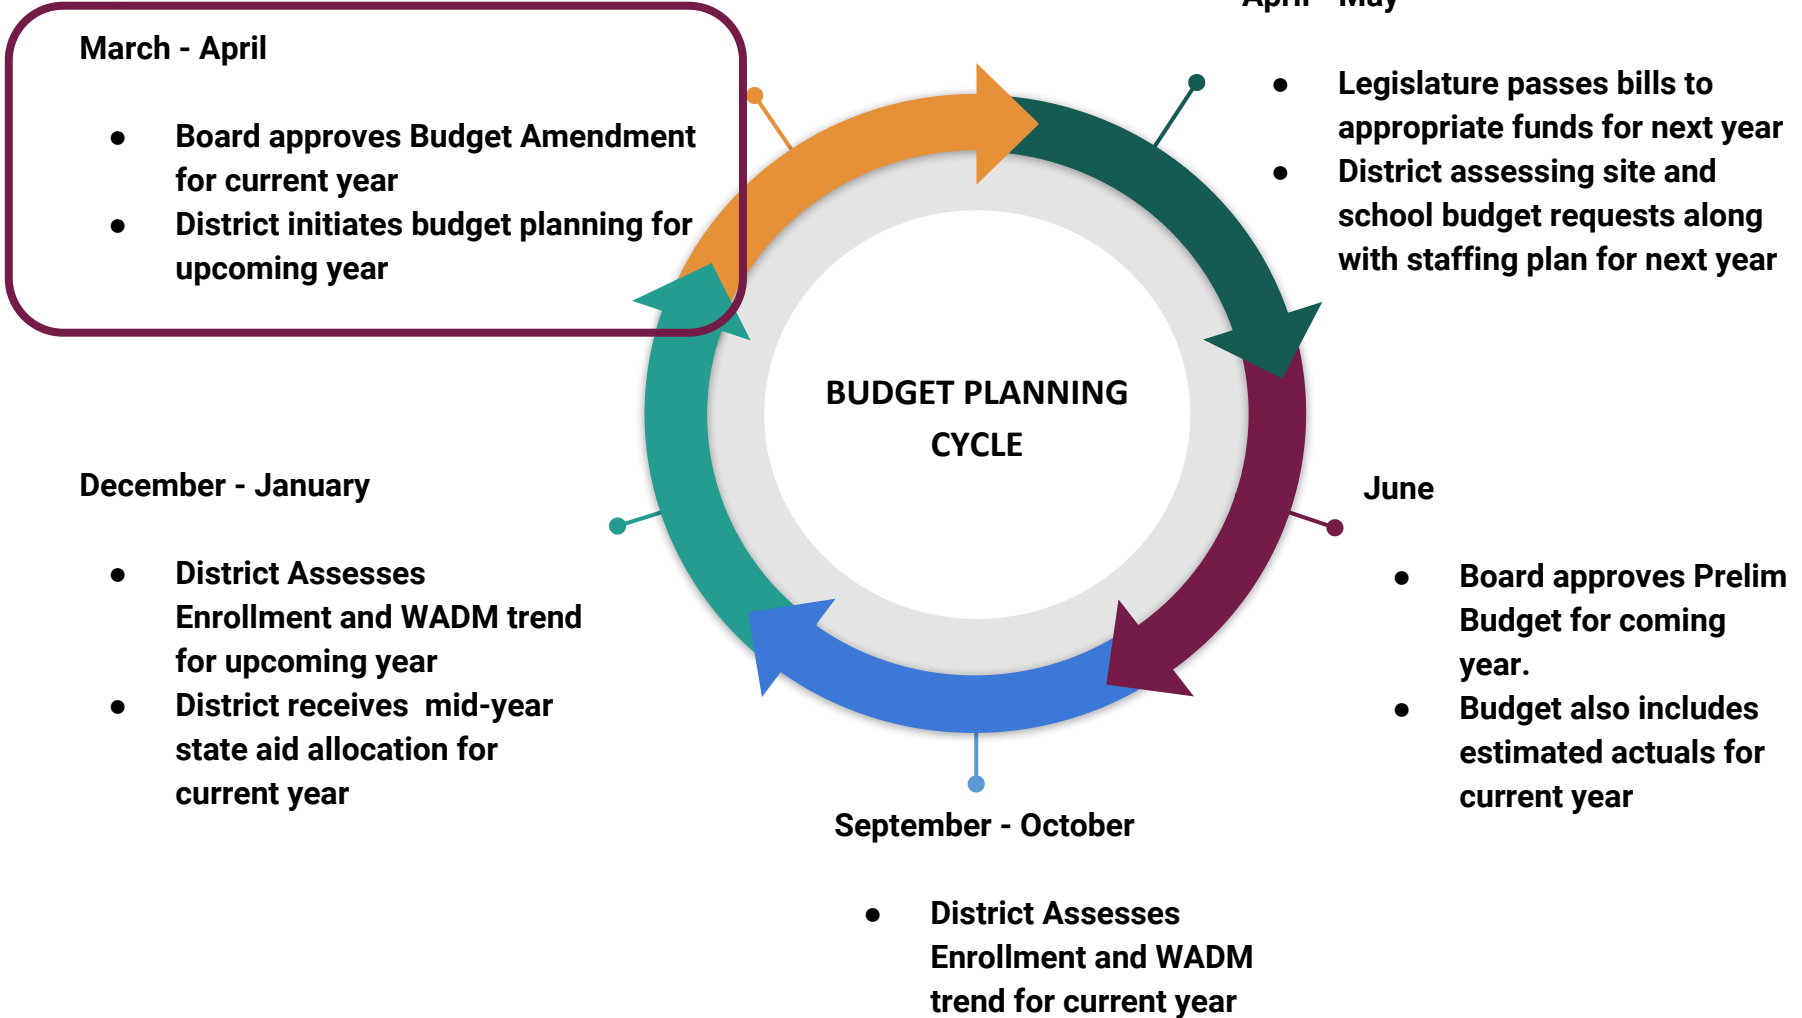 March - April
● Board approves Budget Amendment
for current year
● District initiates budget planning for
upcoming year
April - May
● Legislature passes bills to
appropriate funds for next year
● District assessing site and
school budget requests along
with staffing plan for next year
BUDGET PLANNING
CYCLE
December - January
● District Assesses
Enrollment and WADM trend
for upcoming year
● District receives  mid-year
state aid allocation for
current year
June
● Board approves Prelim
Budget for coming
year.
● Budget also includes
estimated actuals for
current year
September - October
● District Assesses
Enrollment and WADM
trend for current year